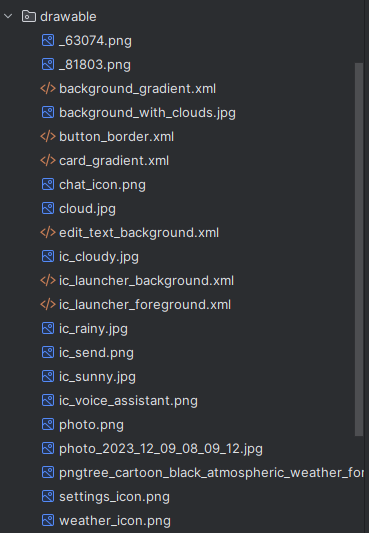 drawable
_63074.png
_81803.png
background_gradient.xml
background_with_clouds.jpg
button_border.xml
card_gradient.xml
chat_icon.png
cloud.jpg
edit_text_background.xml
ic_cloudy.jpg
ic_launcher_background.xml
ic_launcher_foreground.xml
ic_rainy.jpg
ic_send.png
ic_sunny.jpg
ic_voice_assistant.png
photo.png
photo_2023_12_09_08_09_12.jpg
pngtree_cartoon_black_atmospheric_weather_for
settings_icon.png
weather_icon.png